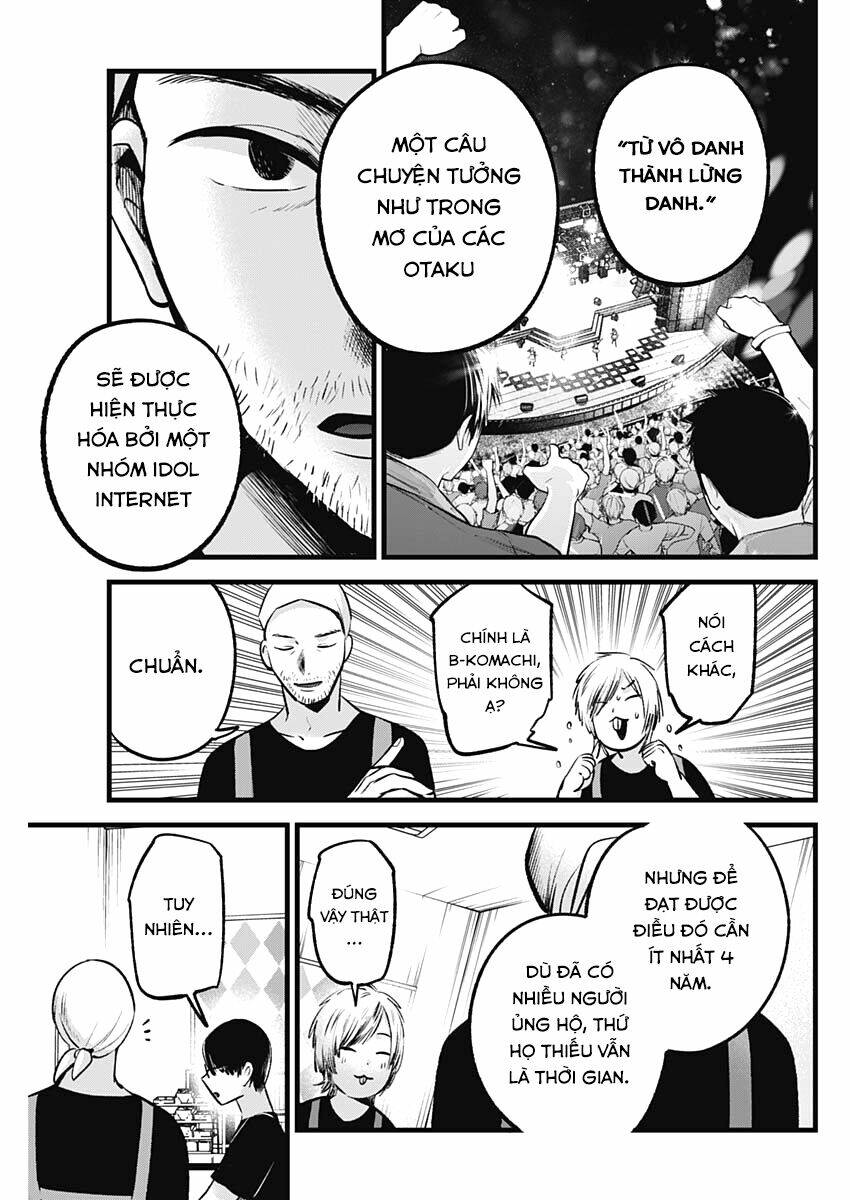 “TỪ VÔ DANH
THÀNH LỪNG
DANH.”
MỘT CÂU
CHUYỆN TƯỞNG
NHƯ TRONG
MƠ CỦA CÁC
OTAKU
SẼ ĐƯỢC
HIỆN THỰC
HÓA BỞI MỘT
NHÓM IDOL
INTERNET
NÓI
CÁCH
KHÁC,
CHÍNH LÀ
B-KOMACHI,
PHẢI KHÔNG
Ạ?
CHUẨN.
NHƯNG ĐỂ
ĐẠT ĐƯỢC
ĐIỀU ĐÓ CẦN
ÍT NHẤT 4
NĂM.
DÙ ĐÃ CÓ
NHIỀU NGƯỜI
ỦNG HỘ, THỨ
HỌ THIẾU VẪN
LÀ THỜI GIAN.
ĐÚNG
VẬY THẬT
...
TUY
NHIÊN...